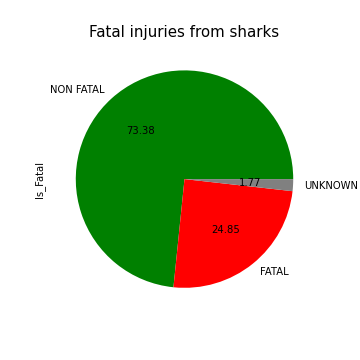 Fatal injuries from sharks
NON FATAL
73.38
Is_Fatal
1.77
UNKNOWN
24.85
FATAL